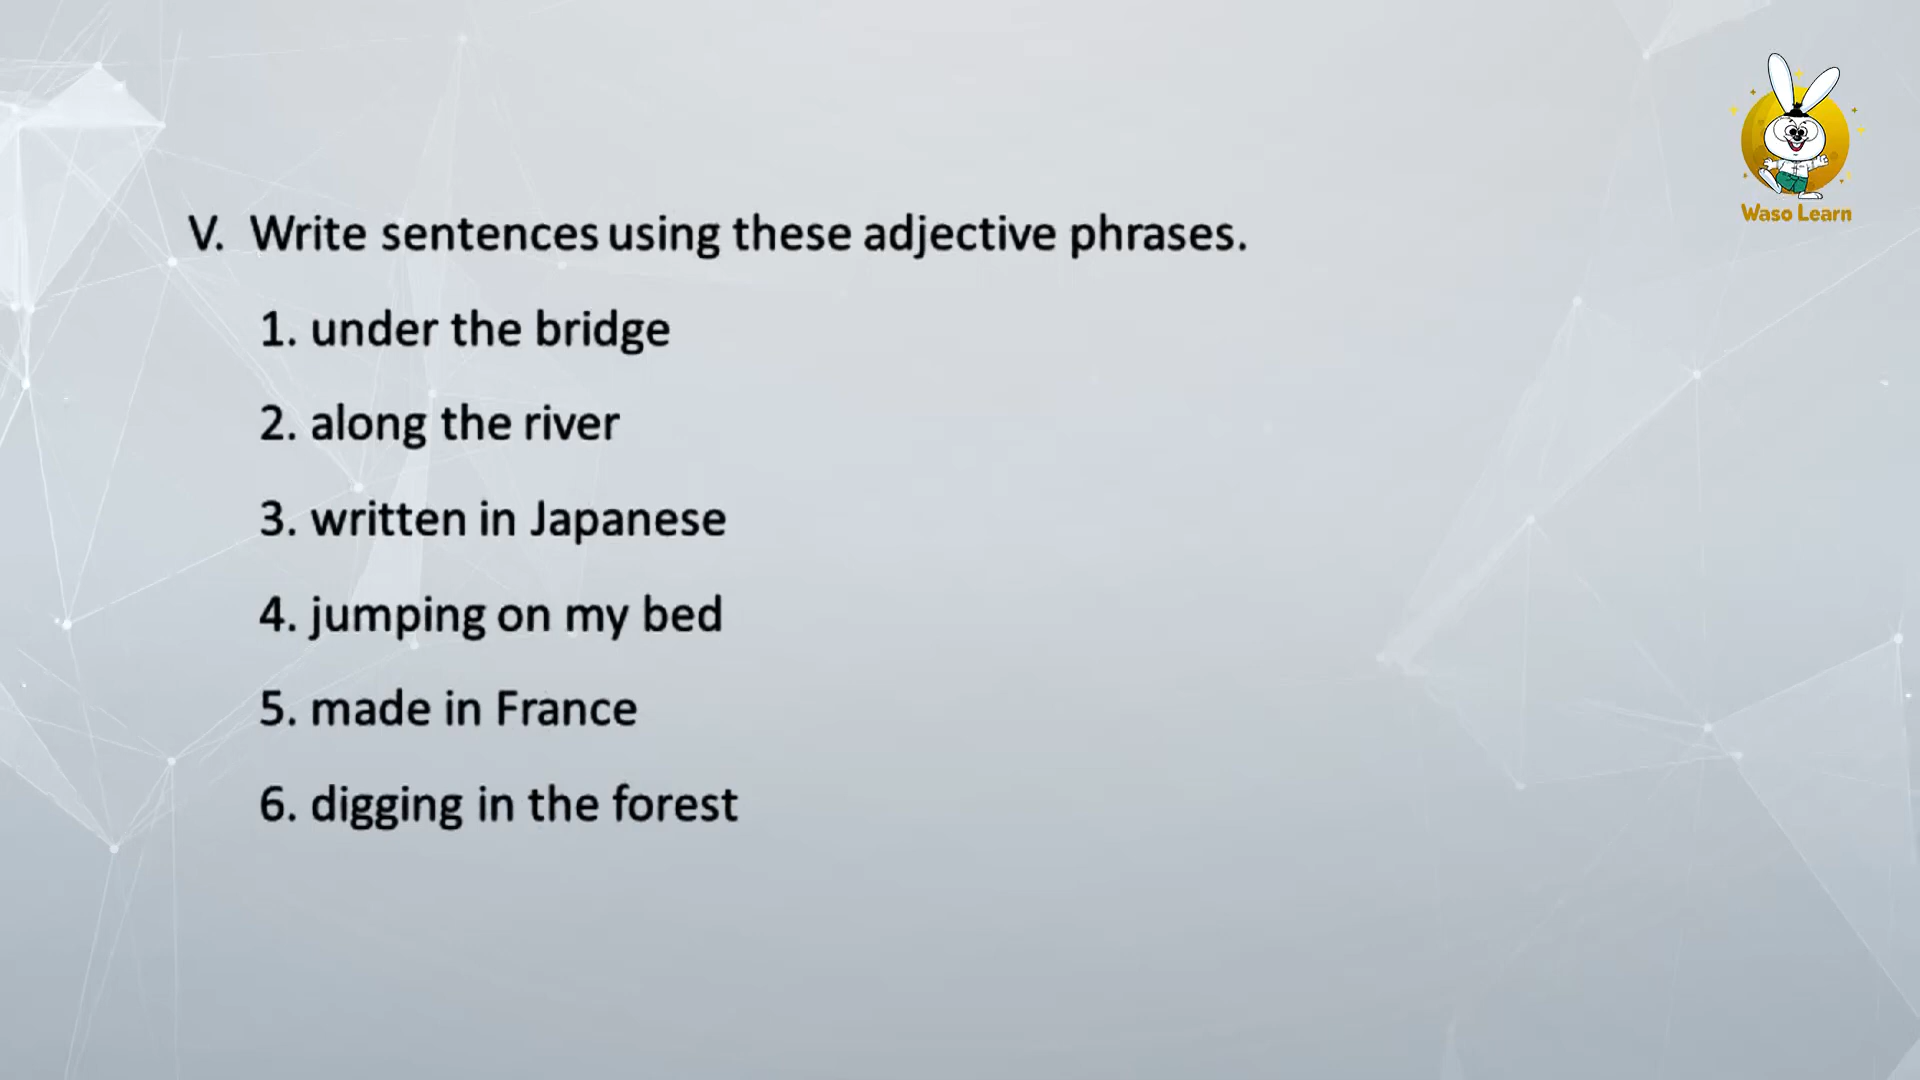 Waso Learn
V. Write sentences using these adjective phrases.
1. under the bridge
2. along the river
3. written in Japanese
4. jumping on my bed
5. made in France
6. digging in the forest